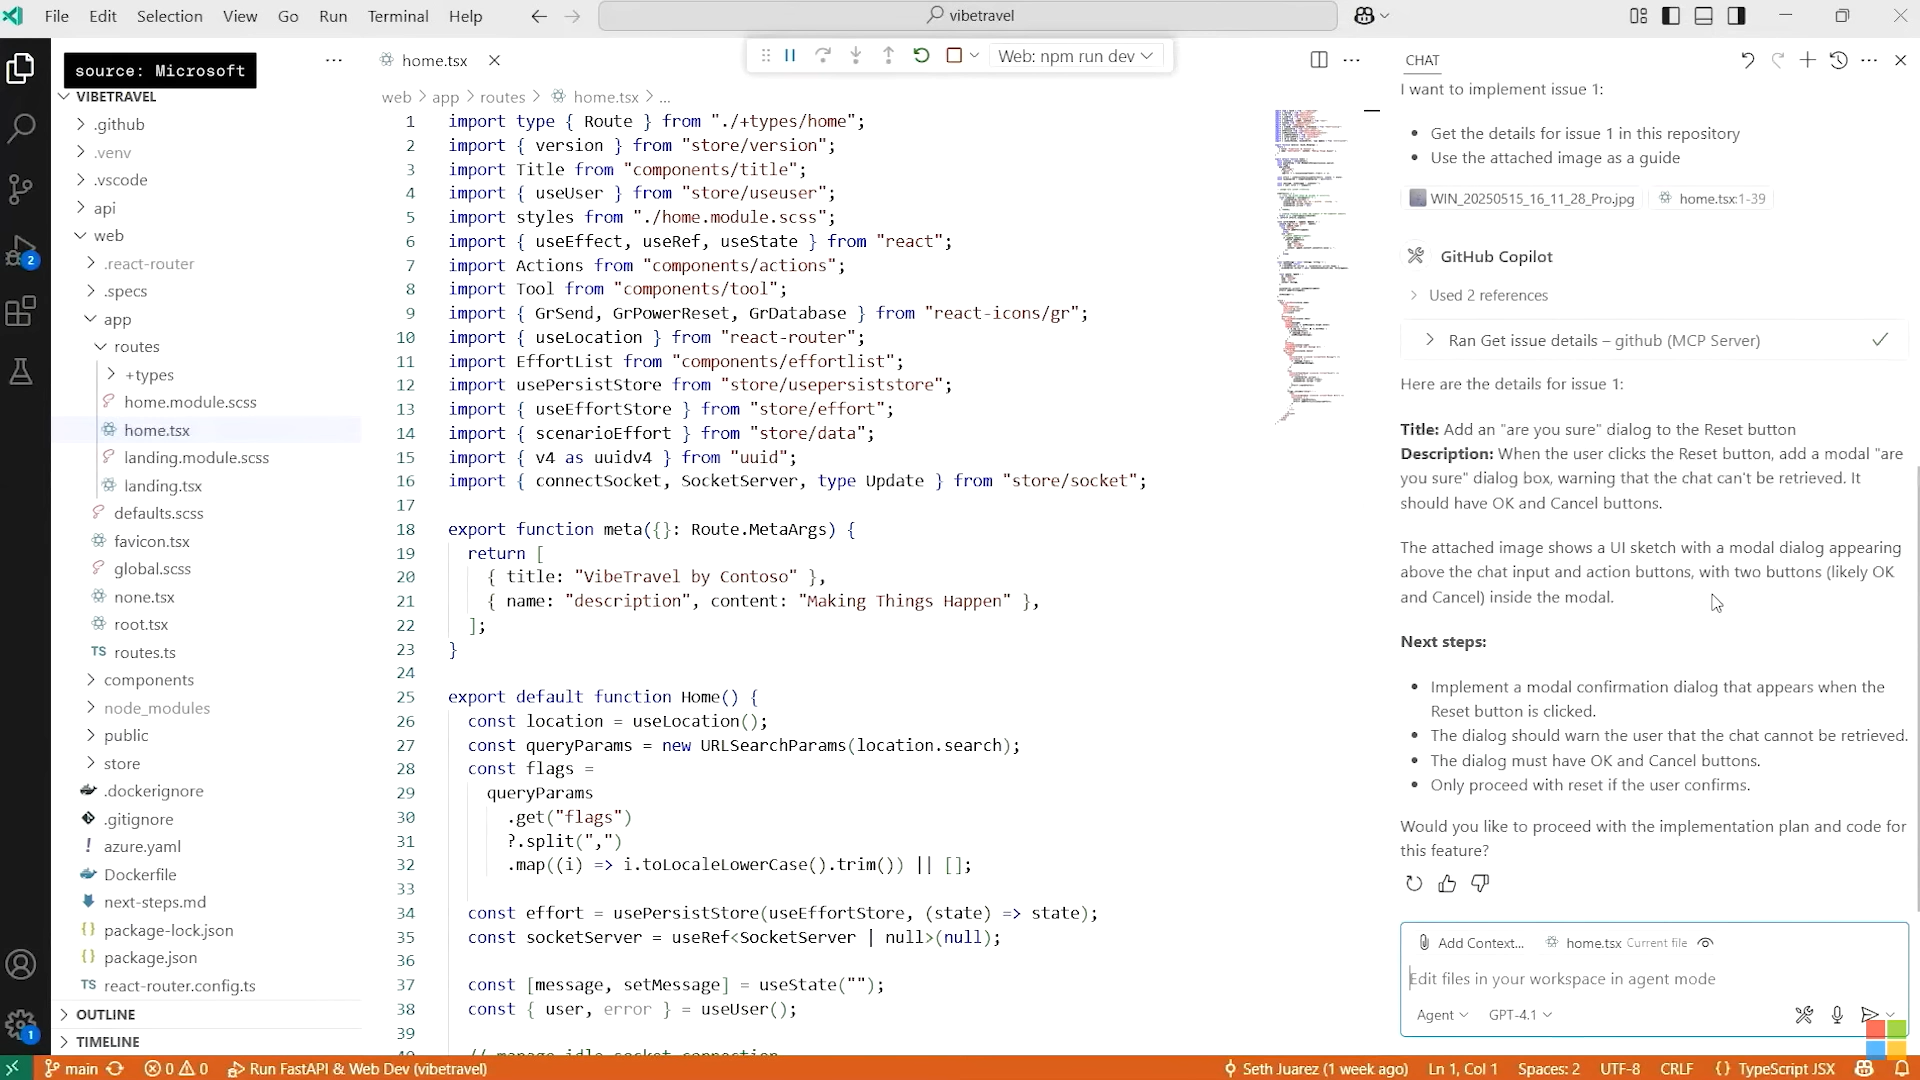 File Edit Selection View Go Run Terminal Help
vibetravel
source: Microsoft
home.tsx
Web: npm run dev
VIBETRAVEL
.github
.venv
.vscode
api
web
.react-router
.specs
app
routes
+types
home.module.scss
home.tsx
landing.module.scss
landing.tsx
defaults.scss
favicon.tsx
global.scss
none.tsx
root.tsx
TS routes.ts
components
node_modules
public
store
.dockerignore
.gitignore
! azure.yaml
Dockerfile
next-steps.md
{} package-lock.json
{} package.json
TS react-router.config.ts
OUTLINE
TIMELINE
2
1
web > app > routes > home.tsx > ...
1 import type { Route } from "./+types/home";
2 import { version } from "store/version";
3 import Title from "components/title";
4 import { useUser } from "store/useuser";
5 import styles from "./home.module.scss";
6 import { useEffect, useRef, useState } from "react";
7 import Actions from "components/actions";
8 import Tool from "components/tool";
9 import { GrSend, GrPowerReset, GrDatabase } from "react-icons/gr";
10 import { useLocation } from "react-router";
11 import EffortList from "components/effortlist";
12 import usePersistStore from "store/usepersiststore";
13 import { useEffortStore } from "store/effort";
14 import { scenarioEffort } from "store/data";
15 import { v4 as uuidv4 } from "uuid";
16 import { connectSocket, SocketServer, type Update } from "store/socket";
17
18 export function meta({}: Route.MetaArgs) {
19 return [
20 { title: "VibeTravel by Contoso" },
21 { name: "description", content: "Making Things Happen" },
22 ];
23 }
24
25 export default function Home() {
26 const location = useLocation();
27 const queryParams = new URLSearchParams(location.search);
28 const flags =
29 queryParams
30 .get("flags")
31 ?.split(",")
32 .map((i) => i.toLocaleLowerCase().trim()) || [];
33
34 const effort = usePersistStore(useEffortStore, (state) => state);
35 const socketServer = useRef<SocketServer | null>(null);
36
37 const [message, setMessage] = useState("");
38 const { user, error } = useUser();
39
40 // manage idle socket connection
CHAT
I want to implement issue 1:
• Get the details for issue 1 in this repository
• Use the attached image as a guide
WIN_20250515_16_11_28_Pro.jpg home.tsx:1-39
GitHub Copilot
> Used 2 references
> Ran Get issue details – github (MCP Server)
Here are the details for issue 1:
Title: Add an "are you sure" dialog to the Reset button
Description: When the user clicks the Reset button, add a modal "are
you sure" dialog box, warning that the chat can't be retrieved. It
should have OK and Cancel buttons.
The attached image shows a UI sketch with a modal dialog appearing
above the chat input and action buttons, with two buttons (likely OK
and Cancel) inside the modal.
Next steps:
• Implement a modal confirmation dialog that appears when the
Reset button is clicked.
• The dialog should warn the user that the chat cannot be retrieved.
• The dialog must have OK and Cancel buttons.
• Only proceed with reset if the user confirms.
Would you like to proceed with the implementation plan and code for
this feature?
Add Context... home.tsx Current file
Edit files in your workspace in agent mode
Agent GPT-4.1
main 0 0 Run FastAPI & Web Dev (vibetravel)
Seth Juarez (1 week ago) Ln 1, Col 1 Spaces: 2 UTF-8 CRLF {} TypeScript JSX